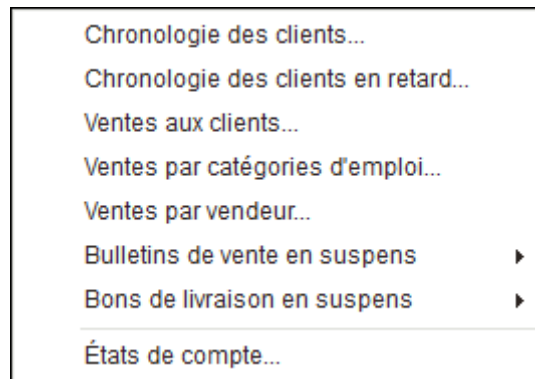 Chronologie des clients...
Chronologie des clients en retard...
Ventes aux clients...
Ventes par catégories d'emploi...
Ventes par vendeur...
Bulletins de vente en suspens
Bons de livraison en suspens
États de compte...